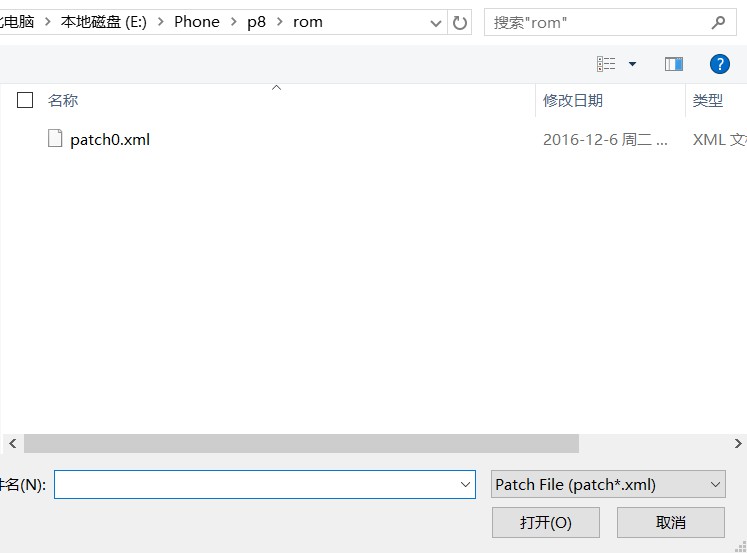 电脑 > 本地磁盘 (E:) > Phone > p8 > rom 搜索"rom"
?
名称 修改日期 类型
patch0.xml 2016-12-6 周二 ... XML 文
名(N): Patch File (patch*.xml)
打开(O) 取消